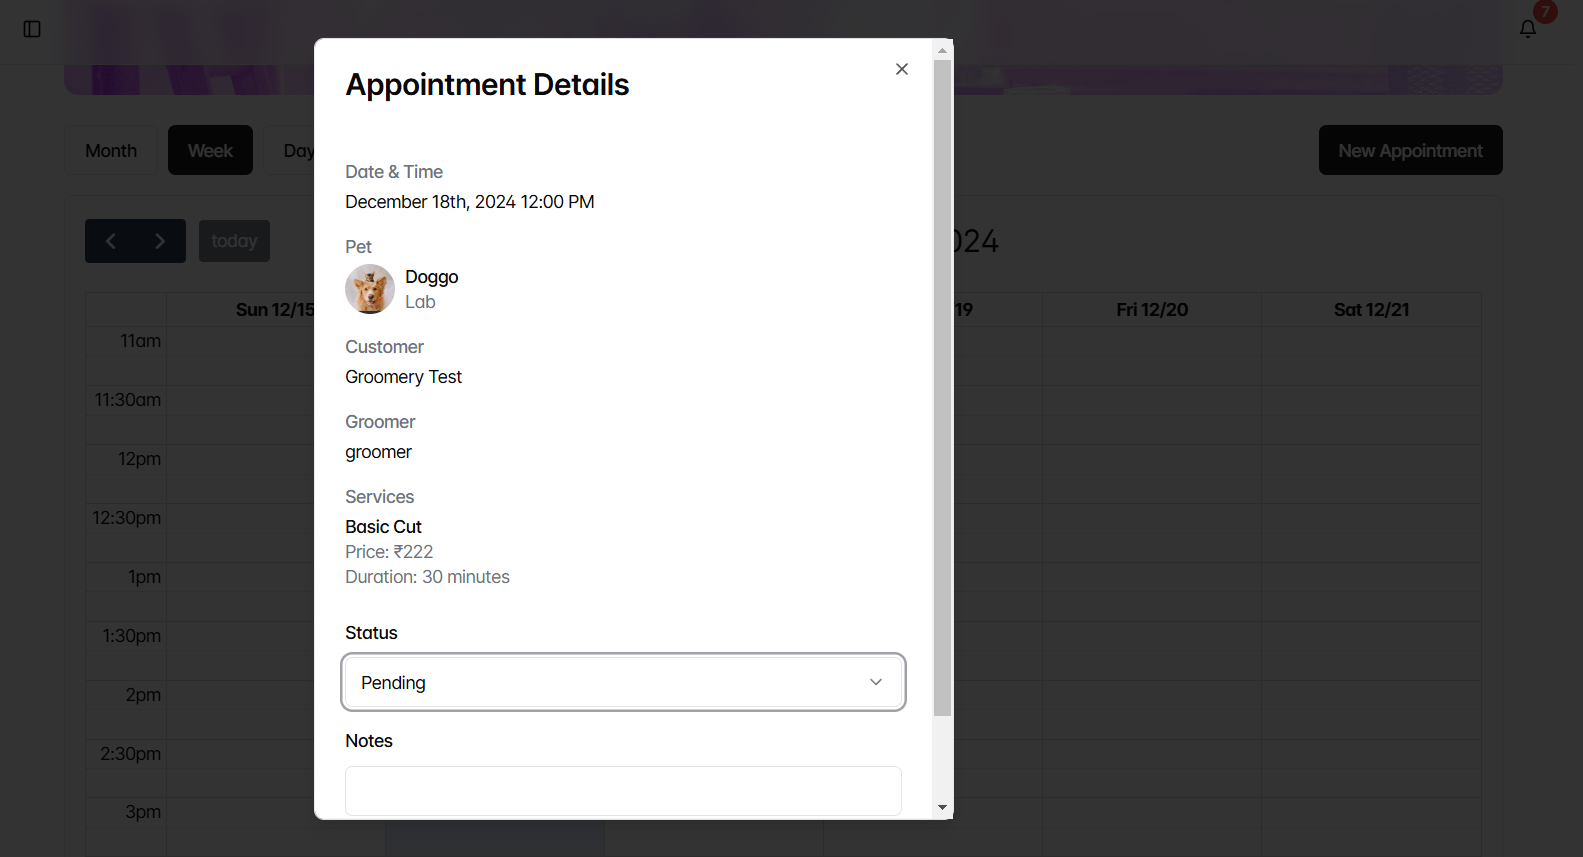 7
Month
Week
Day
New Appointment
today
024
Sun 12/15
19
Fri 12/20
Sat 12/21
11am
11:30am
12pm
12:30pm
1pm
1:30pm
2pm
2:30pm
3pm
Appointment Details
Date & Time
December 18th, 2024 12:00 PM
Pet
Doggo
Lab
Customer
Groomery Test
Groomer
groomer
Services
Basic Cut
Price: ₹222
Duration: 30 minutes
Status
Pending
Notes